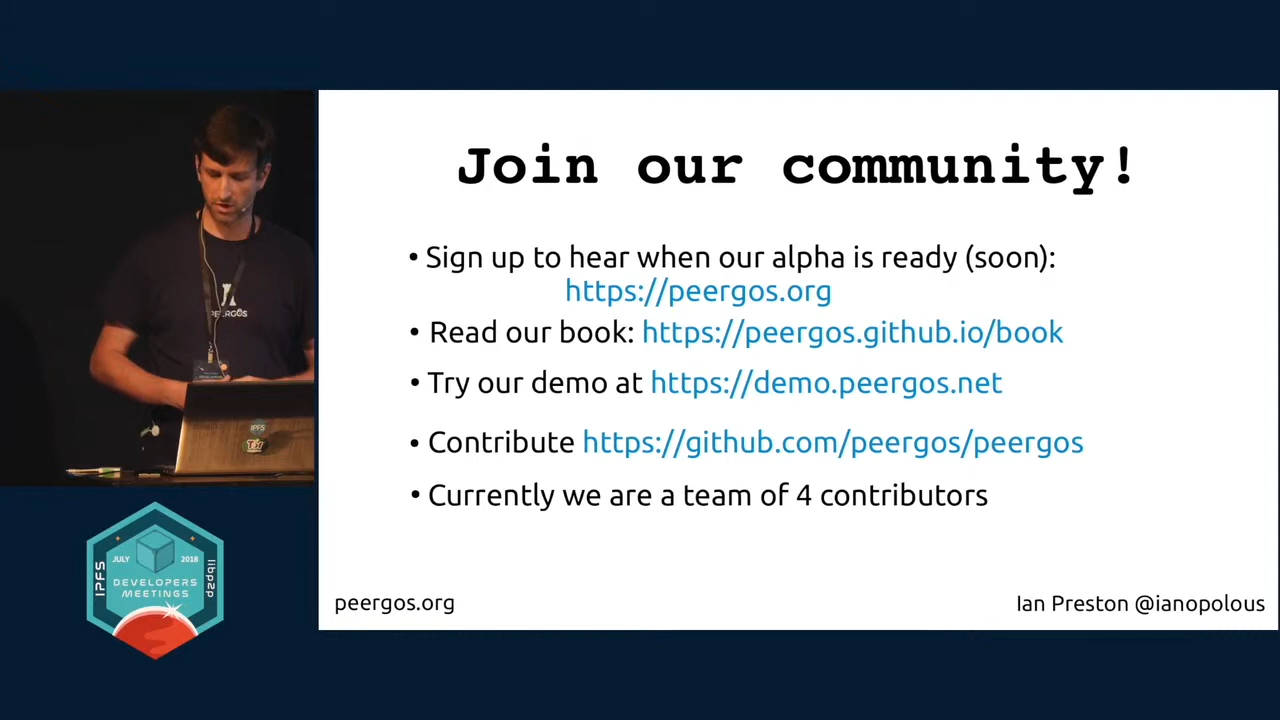 Join our community!
• Sign up to hear when our alpha is ready (soon):
https://peergos.org
• Read our book: https://peergos.github.io/book
• Try our demo at https://demo.peergos.net
• Contribute https://github.com/peergos/peergos
• Currently we are a team of 4 contributors
peergos.org
Ian Preston @ianopolous
PEERGOS
IPFS
JULY
2018
IPFS
DEVELOPERS
MEETINGS
libp2p